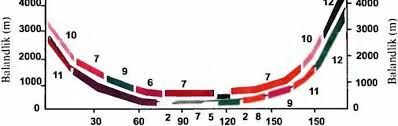 4000 12 4000
Balandlik (m)
3000 10 10 3000
2000 7 7 12 2000
9
1000 11 6 7 11 1000
9
0 2 7 5 2 8 0
30 60 90 120 150 150
Balandlik (m)